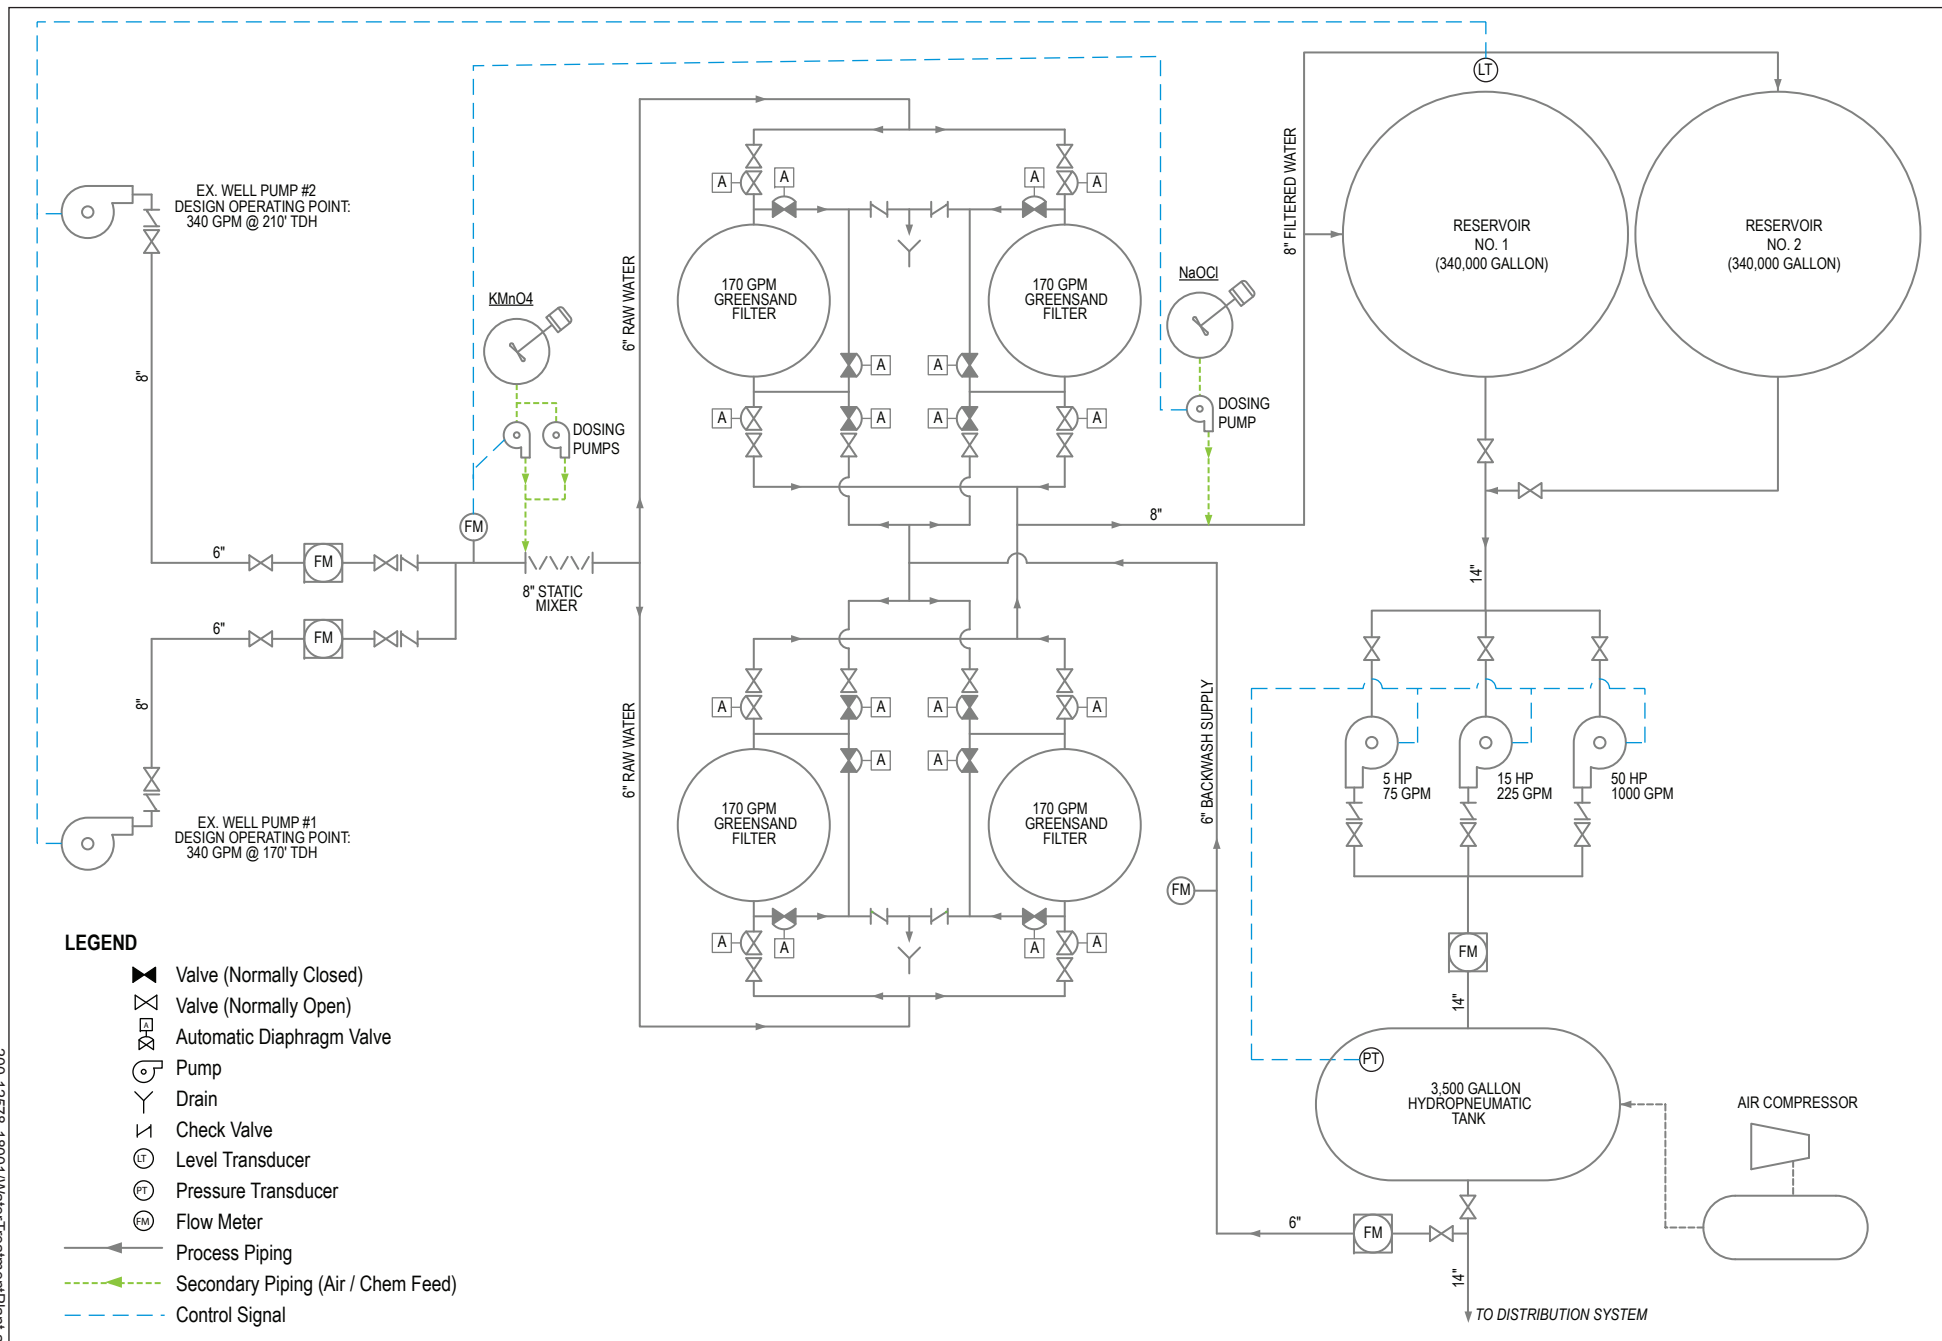 LT
EX. WELL PUMP #2
DESIGN OPERATING POINT:
340 GPM @ 210' TDH
8"
6"
FM
6"
FM
8"
EX. WELL PUMP #1
DESIGN OPERATING POINT:
340 GPM @ 170' TDH
KMnO4
DOSING
PUMPS
FM
8" STATIC
MIXER
6" RAW WATER
6" RAW WATER
A
A
A
A
170 GPM
GREENSAND
FILTER
170 GPM
GREENSAND
FILTER
A
A
A
A
A
A
8"
NaOCl
DOSING
PUMP
A
A
A
A
A
A
170 GPM
GREENSAND
FILTER
170 GPM
GREENSAND
FILTER
A
A
A
A
8" FILTERED WATER
RESERVOIR
NO. 1
(340,000 GALLON)
RESERVOIR
NO. 2
(340,000 GALLON)
14"
5 HP
75 GPM
15 HP
225 GPM
50 HP
1000 GPM
6" BACKWASH SUPPLY
FM
FM
14"
PT
3,500 GALLON
HYDROPNEUMATIC
TANK
AIR COMPRESSOR
6"
FM
14"
TO DISTRIBUTION SYSTEM
LEGEND
Valve (Normally Closed)
Valve (Normally Open)
A
Automatic Diaphragm Valve
Pump
Drain
Check Valve
LT
Level Transducer
PT
Pressure Transducer
FM
Flow Meter
Process Piping
Secondary Piping (Air / Chem Feed)
Control Signal